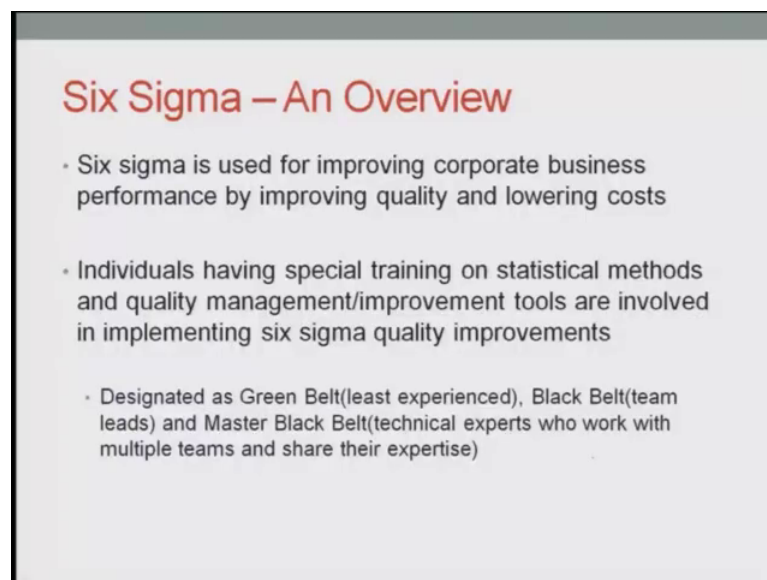 Six Sigma – An Overview
• Six sigma is used for improving corporate business
performance by improving quality and lowering costs
• Individuals having special training on statistical methods
and quality management/improvement tools are involved
in implementing six sigma quality improvements
• Designated as Green Belt(least experienced), Black Belt(team
leads) and Master Black Belt(technical experts who work with
multiple teams and share their expertise)